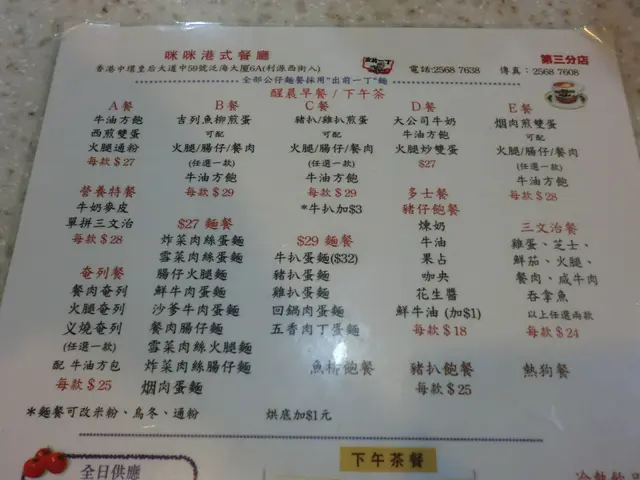 咪咪港式餐廳
第三分店
香港中環皇后大道中59號泛海大厦6A(利源西街入)
出前一丁
電話:2568 7638 傳真：2568 7608
全部公仔麵餐採用"出前一丁"麵
醒晨早餐/下午茶
A餐
牛油方飽
西煎雙蛋
火腿通粉
每款$27
營養特餐
牛奶麥皮
單拼三文治
每款$28
奄列餐
餐肉奄列
火腿奄列
义燒奄列
(任選一款)
配 牛油方包
每款$25
B餐
吉列魚柳煎蛋
可配
火腿/腸仔/餐肉
(任選一款)
牛油方飽
每款$29
$27 麵餐
炸菜肉絲蛋麵
雪菜肉絲蛋麵
腸仔火腿麵
鮮牛肉蛋麵
沙爹牛肉蛋麵
餐肉腸仔麵
雪菜肉絲火腿麵
炸菜肉絲腸仔麵
烟肉蛋麵
C餐
豬扒/雞扒煎蛋
可配
火腿/腸仔/餐肉
(任選一款)
牛油方飽
每款$29
*牛扒加$3
$29 麵餐
牛扒蛋麵($32)
豬扒蛋麵
雞扒蛋麵
回鍋肉蛋麵
五香肉丁蛋麵
魚柳飽餐
D餐
大公司牛奶
牛油方飽
火腿炒雙蛋
$27
多士餐
豬仔飽餐
煉奶
牛油
果占
咖央
花生醬
鮮牛油 (加$1)
每款$18
豬扒飽餐
每款$25
E餐
烟肉煎雙蛋
可配
火腿/腸仔/餐肉
(任選一款)
牛油方飽
每款$28
三文治餐
雞蛋、芝士、
鮮茄、火腿、
餐肉、咸牛肉
吞拿魚
以上任選兩款
每款$24
熱狗餐
*麵餐可改米粉、烏冬、通粉 烘底加$1元
全日供應
下午茶餐